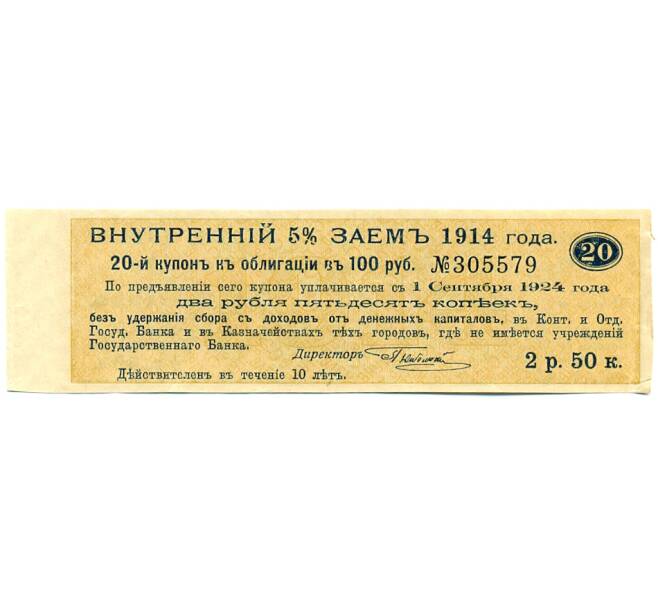 ВНУТРЕННІЙ 5% ЗАЕМЪ 1914 года.
20
20-й купонъ къ облигаціи въ 100 руб. №305579
По предъявленіи сего купона уплачивается съ 1 Сентября 1924 года
ДВА РУБЛЯ ПЯТЬДЕСЯТЪ КОПѢЕКЪ,
безъ удержанія сбора съ доходовъ отъ денежныхъ капиталовъ, въ Конт. и Отд.
Госуд. Банка и въ Казначействахъ тѣхъ городовъ, гдѣ не имѣется учрежденій
Государственнаго Банка.
Директоръ
2 р. 50 к.
Дѣйствителенъ въ теченіе 10 лѣтъ.